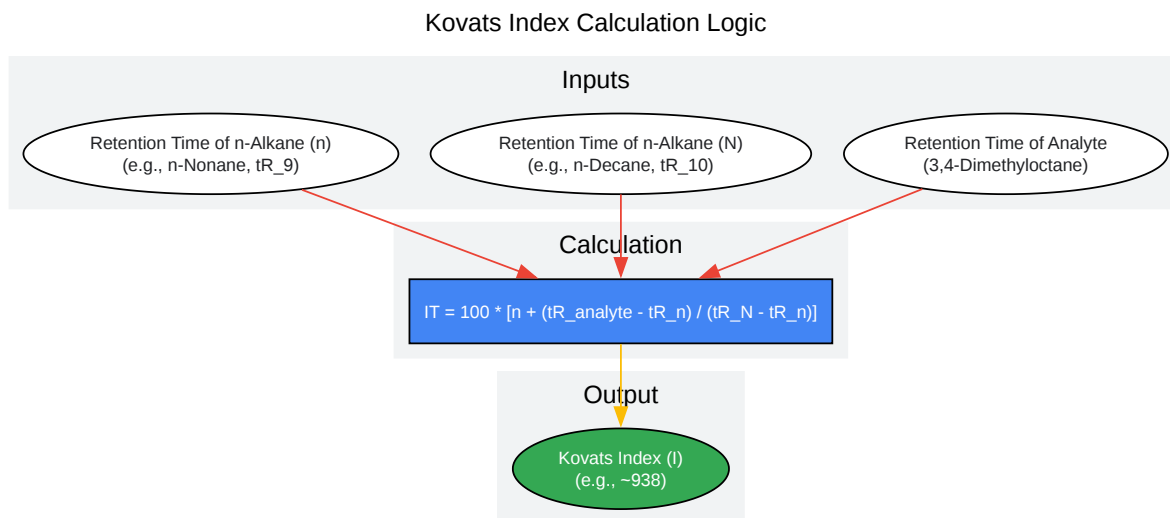 Kovats Index Calculation Logic
Inputs
Retention Time of n-Alkane (n)
(e.g., n-Nonane, tR_9)
Retention Time of n-Alkane (N)
(e.g., n-Decane, tR_10)
Retention Time of Analyte
(3,4-Dimethyloctane)
Calculation
IT = 100 * [n + (tR_analyte - tR_n) / (tR_N - tR_n)]
Output
Kovats Index (I)
(e.g., ~938)